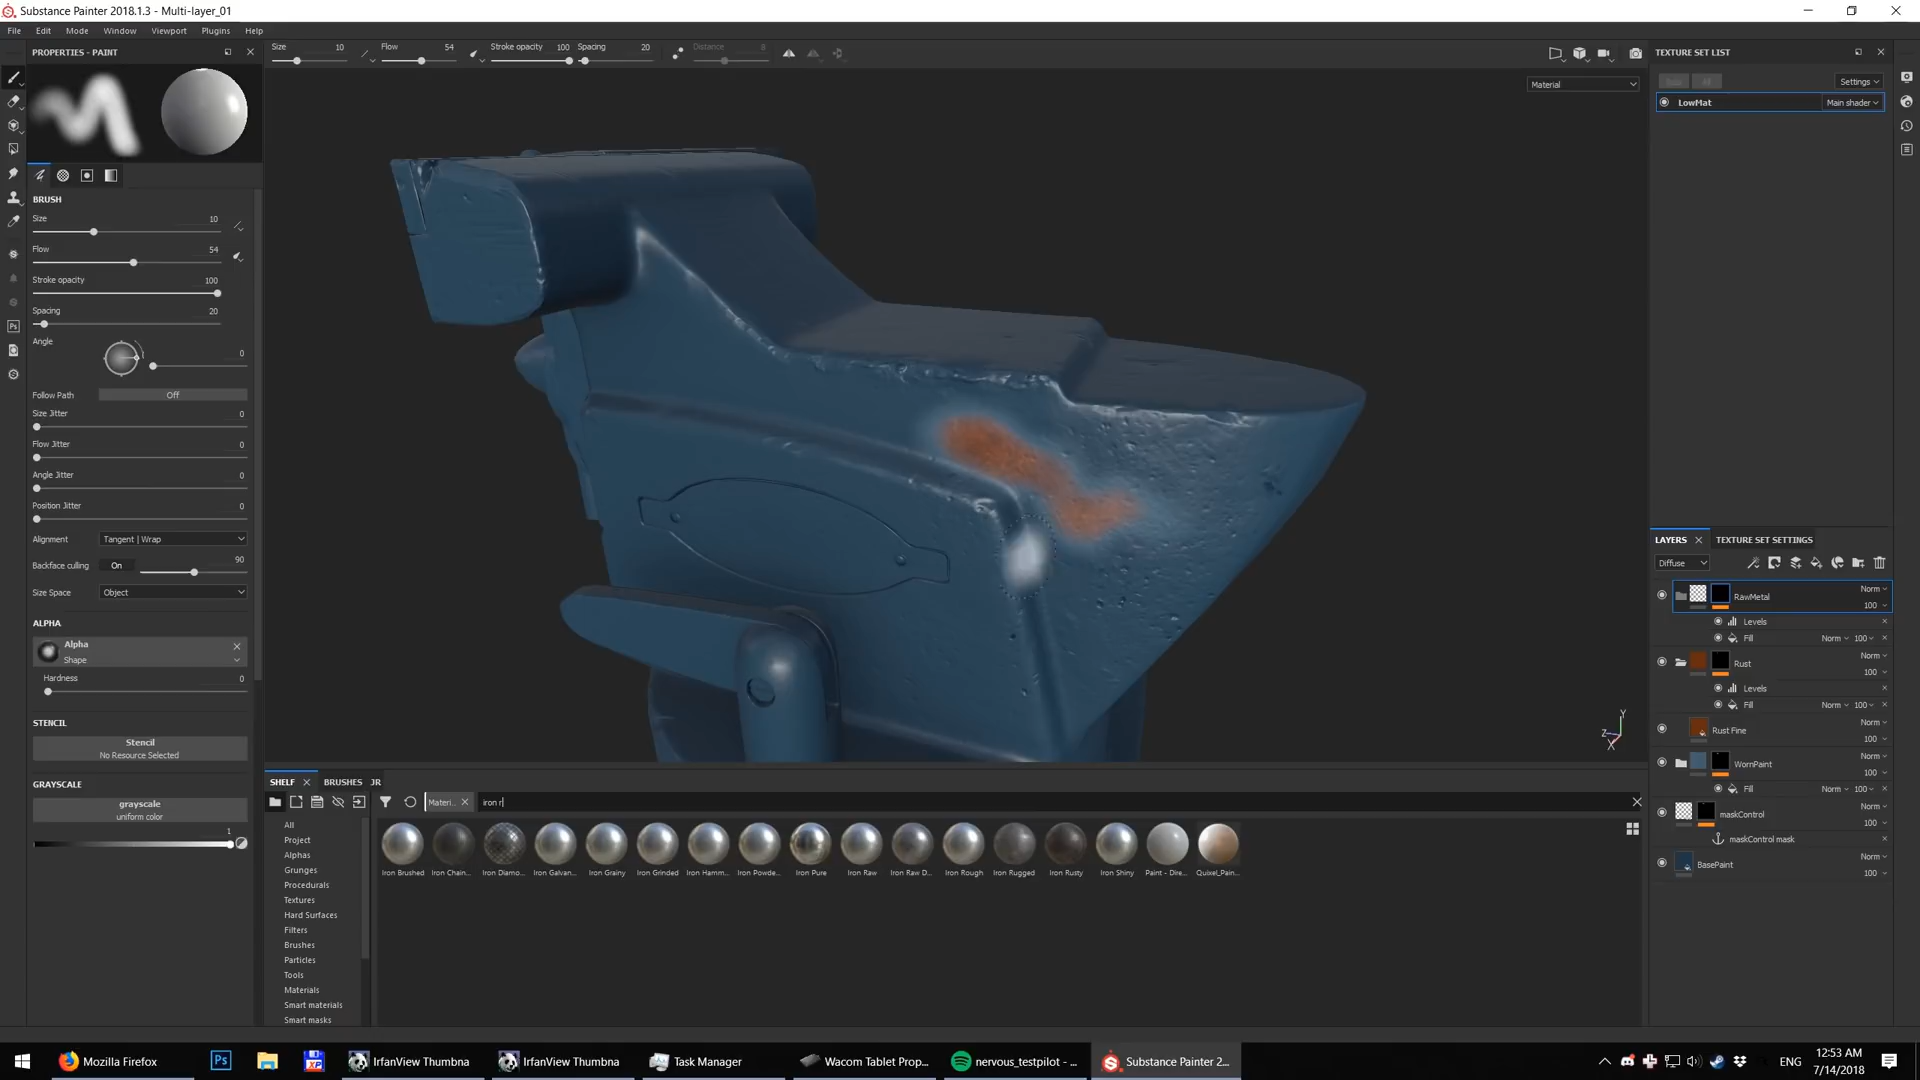 Substance Painter 2018.1.3 - Multi-layer_01
File Edit Mode Window Viewport Plugins Help
PROPERTIES - PAINT
Size 10 Flow 54 Stroke opacity 100 Spacing 20 Distance 8
Material
TEXTURE SET LIST
Settings
LowMat Main shader
BRUSH
Size 10
Flow 54
Stroke opacity 100
Spacing 20
Angle
0
Follow Path Off
Size Jitter 0
Flow Jitter 0
Angle Jitter 0
Position Jitter 0
Alignment Tangent | Wrap
Backface culling On 90
Size Space Object
ALPHA
Alpha
Shape
Hardness 0
STENCIL
Stencil
No Resource Selected
GRAYSCALE
grayscale
uniform color
1
Y
Z
X
LAYERS TEXTURE SET SETTINGS
Diffuse
RawMetal Norm
100
Levels
Fill Norm 100
Rust Norm
100
Levels
Fill Norm 100
Rust Fine Norm
100
WornPaint Norm
100
Fill Norm 100
maskControl Norm
100
maskControl mask
BasePaint Norm
100
SHELF BRUSHES JR
Materi... iron r
All
Project
Alphas
Grunges
Procedurals
Textures
Hard Surfaces
Filters
Brushes
Particles
Tools
Materials
Smart materials
Smart masks
Iron Brushed Iron Chain... Iron Diamo... Iron Galvan... Iron Grainy Iron Grinded Iron Hamm... Iron Powde... Iron Pure Iron Raw Iron Raw D... Iron Rough Iron Rugged Iron Rusty Iron Shiny Paint - Dire... Quixel_Pain...
Mozilla Firefox Ps XP IrfanView Thumbna IrfanView Thumbna Task Manager Wacom Tablet Prop... nervous_testpilot - ... Substance Painter 2... ENG 12:53 AM
7/14/2018